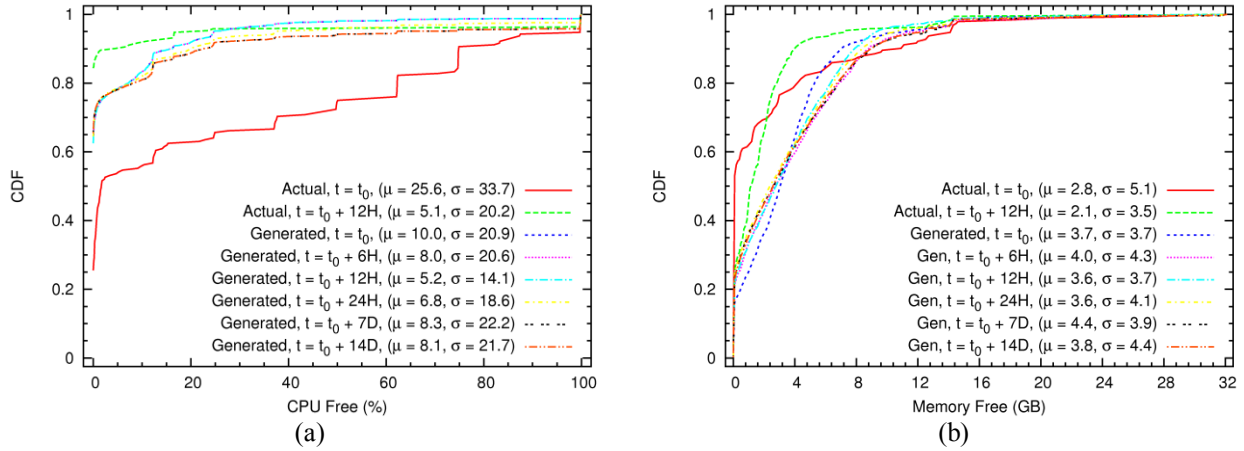 1
0.8
0.6
0.4
0.2
0
CDF
Actual, t = t0, (μ = 25.6, σ = 33.7)
Actual, t = t0 + 12H, (μ = 5.1, σ = 20.2)
Generated, t = t0, (μ = 10.0, σ = 20.9)
Generated, t = t0 + 6H, (μ = 8.0, σ = 20.6)
Generated, t = t0 + 12H, (μ = 5.2, σ = 14.1)
Generated, t = t0 + 24H, (μ = 6.8, σ = 18.6)
Generated, t = t0 + 7D, (μ = 8.3, σ = 22.2)
Generated, t = t0 + 14D, (μ = 8.1, σ = 21.7)
0 20 40 60 80 100
CPU Free (%)
(a)
1
0.8
0.6
0.4
0.2
0
CDF
Actual, t = t0, (μ = 2.8, σ = 5.1)
Actual, t = t0 + 12H, (μ = 2.1, σ = 3.5)
Generated, t = t0, (μ = 3.7, σ = 3.7)
Gen, t = t0 + 6H, (μ = 4.0, σ = 4.3)
Gen, t = t0 + 12H, (μ = 3.6, σ = 3.7)
Gen, t = t0 + 24H, (μ = 3.6, σ = 4.1)
Gen, t = t0 + 7D, (μ = 4.4, σ = 3.9)
Gen, t = t0 + 14D, (μ = 3.8, σ = 4.4)
0 4 8 12 16 20 24 28 32
Memory Free (GB)
(b)